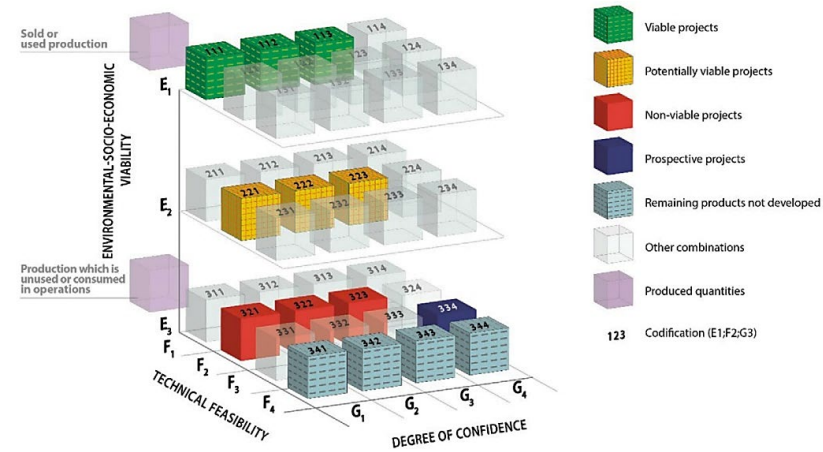 Sold or
used production
ENVIRONMENTAL-SOCIO-ECONOMIC
VIABILITY
E1
111
112
113
114
123
124
131
132
133
134
E2
211
212
213
214
221
222
223
224
231
232
233
234
Production which is
unused or consumed
in operations
E3
311
312
313
314
321
322
323
324
331
332
333
334
341
342
343
344
F1
F2
F3
F4
TECHNICAL FEASIBILITY
G1
G2
G3
G4
DEGREE OF CONFIDENCE
Viable projects
Potentially viable projects
Non-viable projects
Prospective projects
Remaining products not developed
Other combinations
Produced quantities
123 Codification (E1;F2;G3)